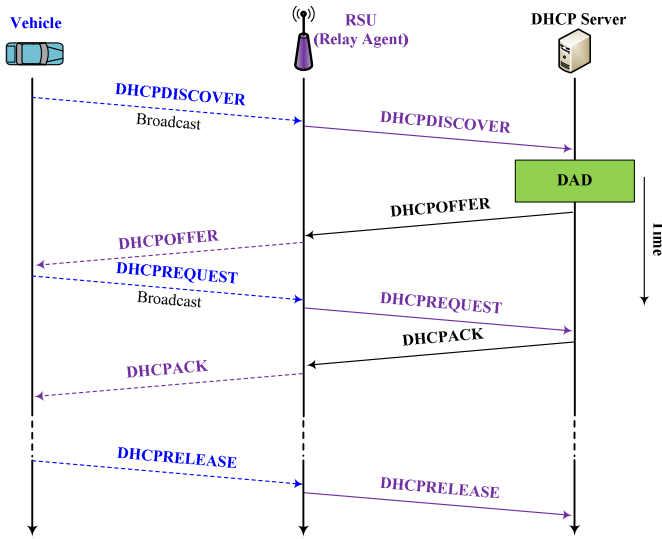 Vehicle
RSU
(Relay Agent)
DHCP Server
DHCPDISCOVER
Broadcast
DHCPDISCOVER
DAD
DHCPOFFER
DHCPOFFER
Time
DHCPREQUEST
Broadcast
DHCPREQUEST
DHCPACK
DHCPACK
DHCPRELEASE
DHCPRELEASE